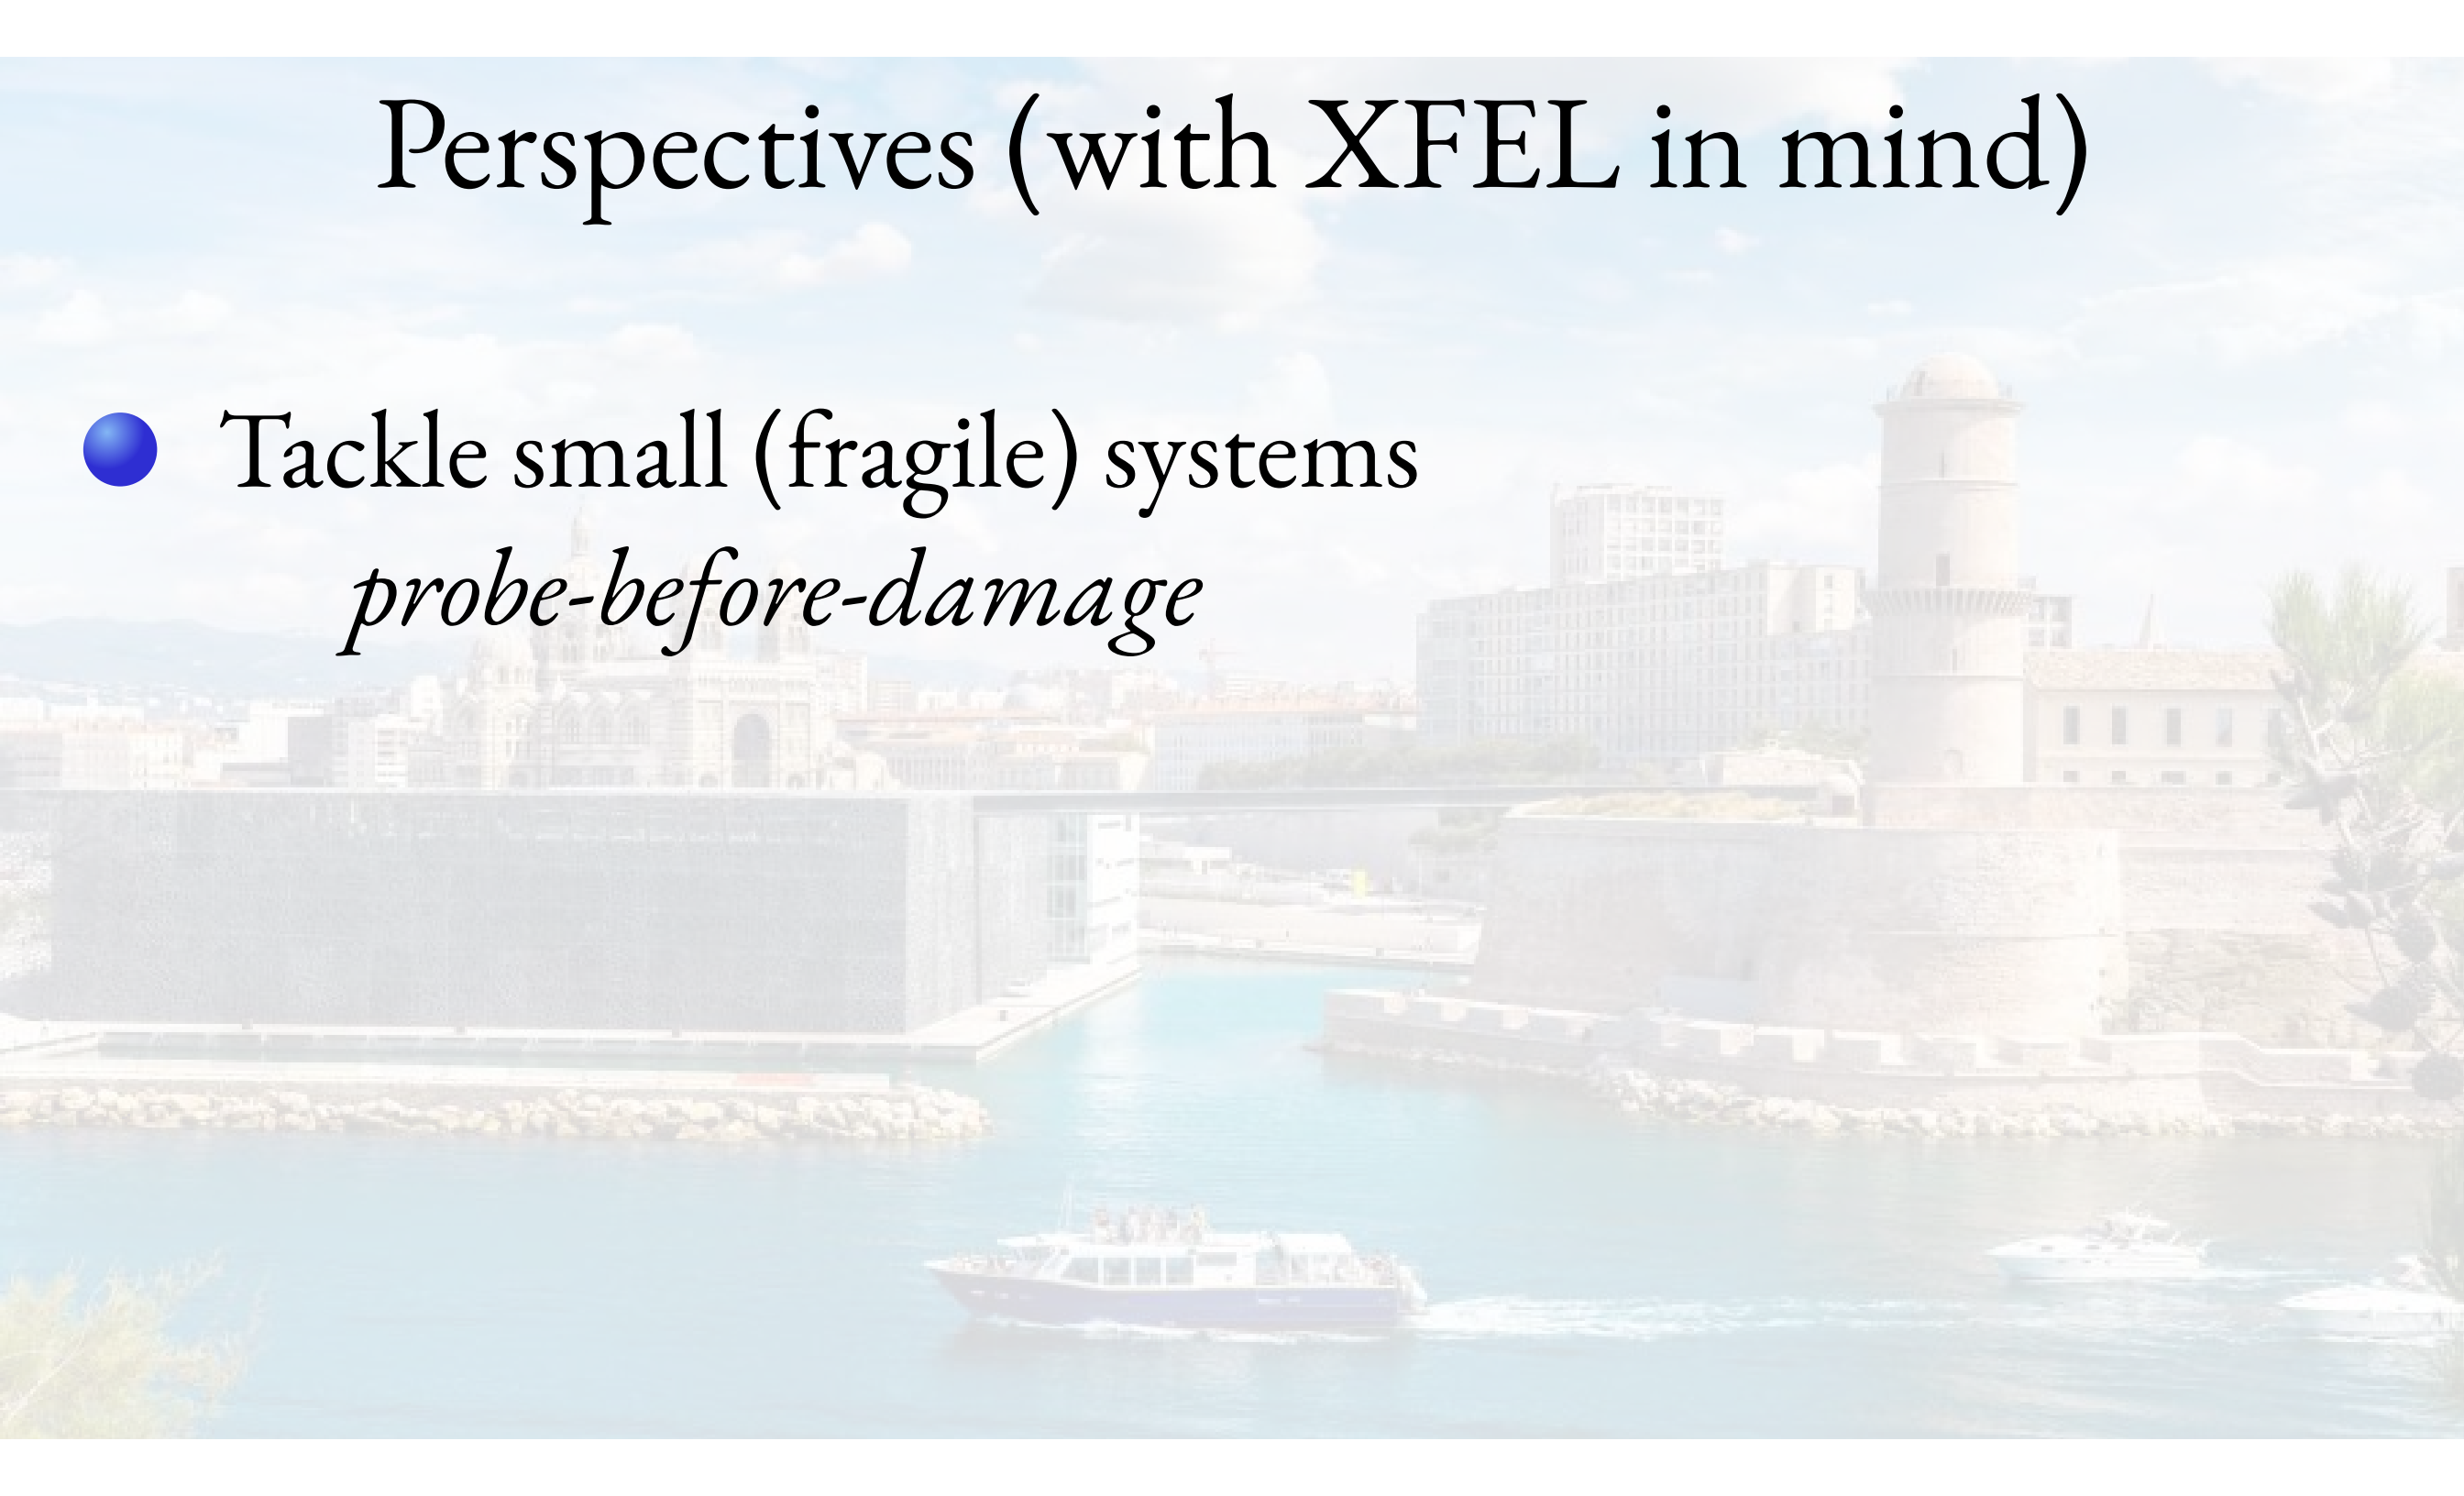 Perspectives (with XFEL in mind)
Tackle small (fragile) systems
probe-before-damage